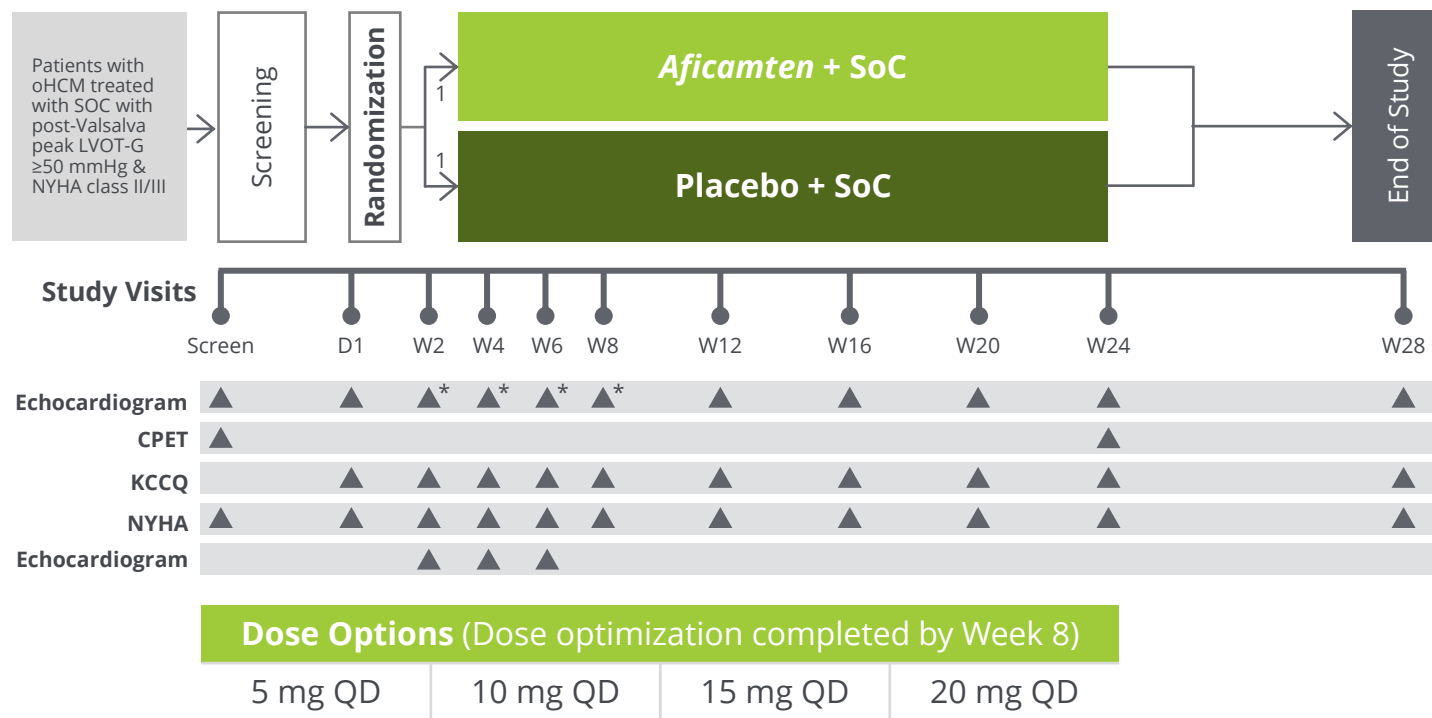 Patients with
oHCM treated
with SOC with
post-Valsalva
peak LVOT-G
≥50 mmHg &
NYHA class II/III
Screening
Randomization
1
1
Aficamten + SoC
Placebo + SoC
End of Study
Study Visits
Screen D1 W2 W4 W6 W8 W12 W16 W20 W24 W28
Echocardiogram * * * *
CPET
KCCQ
NYHA
Echocardiogram
Dose Options (Dose optimization completed by Week 8)
5 mg QD 10 mg QD 15 mg QD 20 mg QD